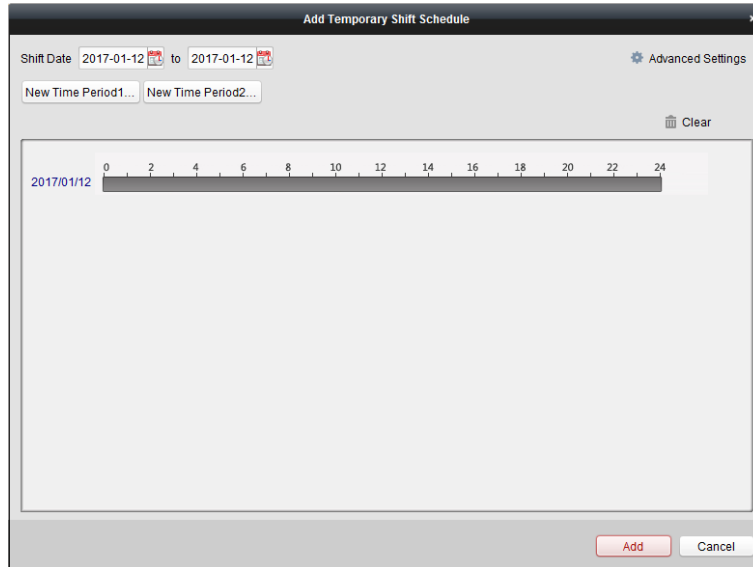 Add Temporary Shift Schedule
Shift Date 2017-01-12 to 2017-01-12 Advanced Settings
New Time Period1... New Time Period2...
Clear
0 2 4 6 8 10 12 14 16 18 20 22 24
2017/01/12
Add Cancel